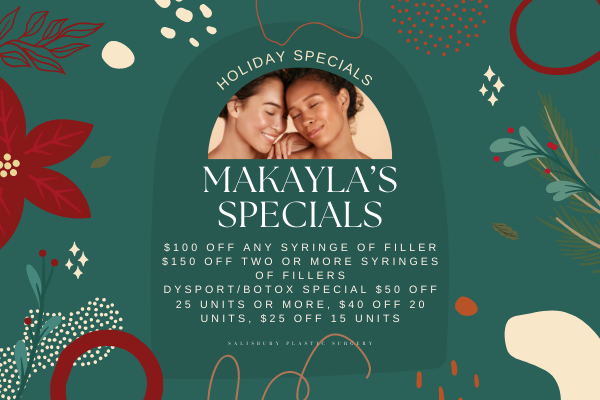 HOLIDAY SPECIALS
MAKAYLA'S
SPECIALS
$100 OFF ANY SYRINGE OF FILLER
$150 OFF TWO OR MORE SYRINGES
OF FILLERS
DYSPORT/BOTOX SPECIAL $50 OFF
25 UNITS OR MORE, $40 OFF 20
UNITS, $25 OFF 15 UNITS
SALISBURY PLASTIC SURGERY